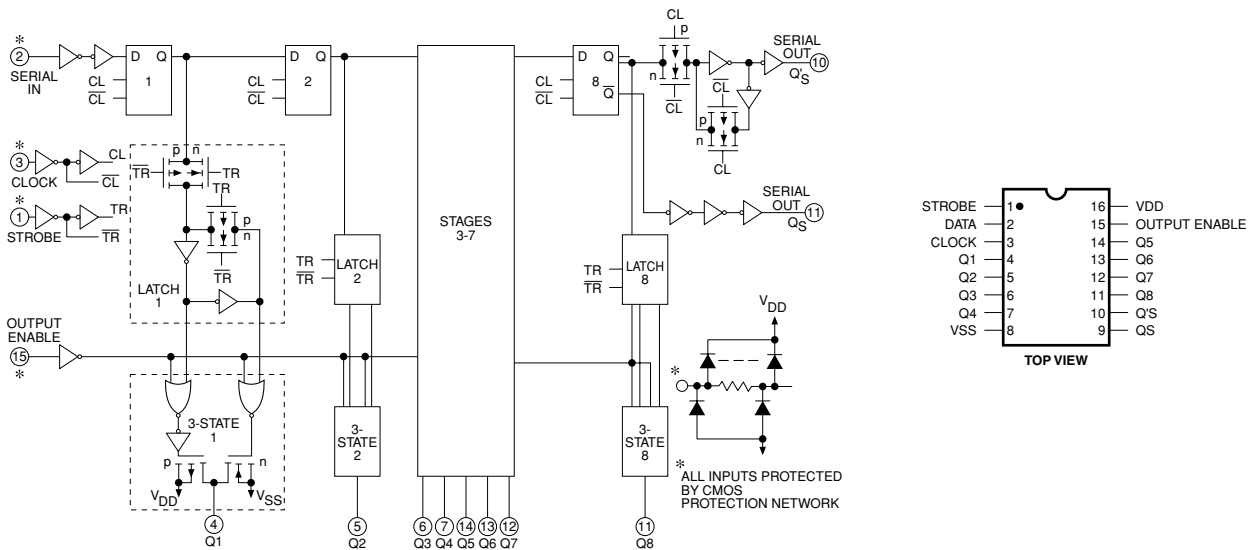 *
2
SERIAL
IN
D Q
1
CL
CL
D Q
2
CL
CL
STAGES
3-7
D Q
8
Q
CL
CL
CL
p
n
CL
CL
p
n
CL
SERIAL
OUT
10
Q'S
*
3
CLOCK
CL
CL
*
1
STROBE
TR
TR
p n
TR
TR
TR
p
n
TR
LATCH
1
TR
TR
LATCH
2
TR
TR
LATCH
8
SERIAL
OUT
11
QS
OUTPUT
ENABLE
15
*
3-STATE
1
p
n
VDD
VSS
4
Q1
3-
STATE
2
5
Q2
6
Q3
7
Q4
14
Q5
13
Q6
12
Q7
3-
STATE
8
11
Q8
VDD
*
* ALL INPUTS PROTECTED
BY CMOS
PROTECTION NETWORK
STROBE 1 16 VDD
DATA 2 15 OUTPUT ENABLE
CLOCK 3 14 Q5
Q1 4 13 Q6
Q2 5 12 Q7
Q3 6 11 Q8
Q4 7 10 Q'S
VSS 8 9 QS
TOP VIEW